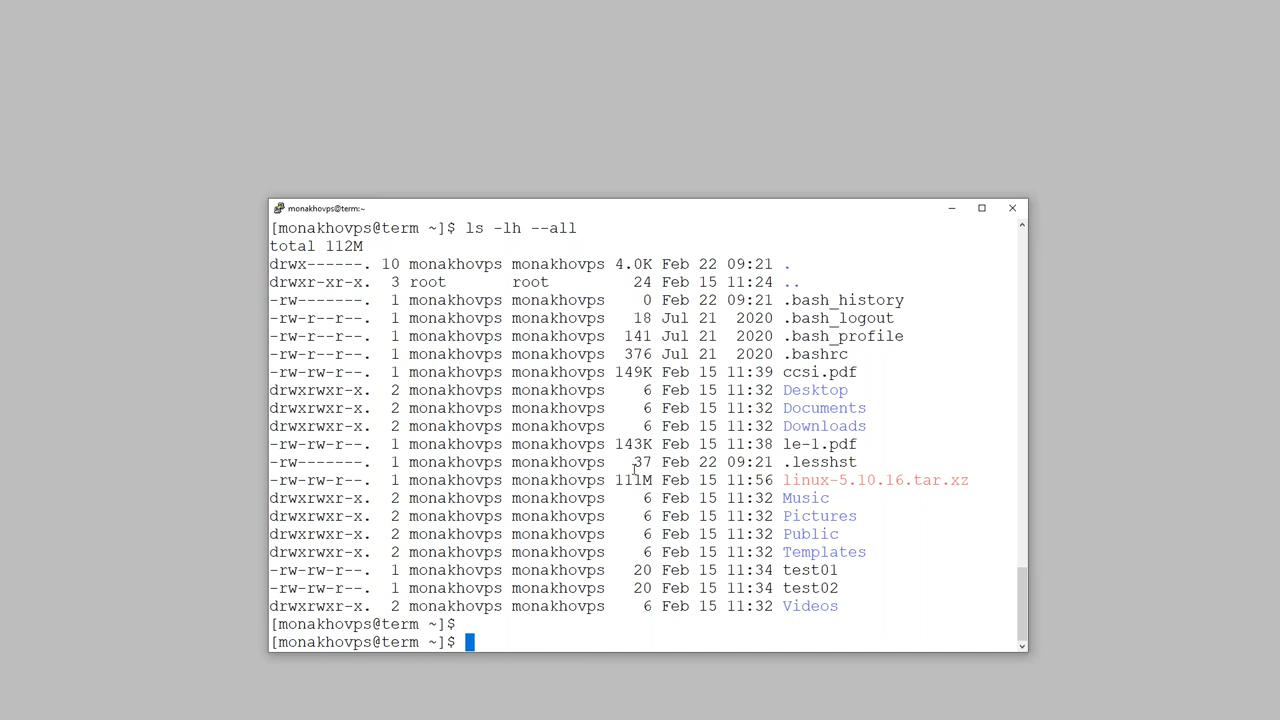 monakhovps@term:~
[monakhovps@term ~]$ ls -lh --all
total 112M
drwx------. 10 monakhovps monakhovps 4.0K Feb 22 09:21 .
drwxr-xr-x. 3 root root 24 Feb 15 11:24 ..
-rw-------. 1 monakhovps monakhovps 0 Feb 22 09:21 .bash_history
-rw-r--r--. 1 monakhovps monakhovps 18 Jul 21 2020 .bash_logout
-rw-r--r--. 1 monakhovps monakhovps 141 Jul 21 2020 .bash_profile
-rw-r--r--. 1 monakhovps monakhovps 376 Jul 21 2020 .bashrc
-rw-rw-r--. 1 monakhovps monakhovps 149K Feb 15 11:39 ccsi.pdf
drwxrwxr-x. 2 monakhovps monakhovps 6 Feb 15 11:32 Desktop
drwxrwxr-x. 2 monakhovps monakhovps 6 Feb 15 11:32 Documents
drwxrwxr-x. 2 monakhovps monakhovps 6 Feb 15 11:32 Downloads
-rw-rw-r--. 1 monakhovps monakhovps 143K Feb 15 11:38 le-1.pdf
-rw-------. 1 monakhovps monakhovps 37 Feb 22 09:21 .lesshst
-rw-rw-r--. 1 monakhovps monakhovps 111M Feb 15 11:56 linux-5.10.16.tar.xz
drwxrwxr-x. 2 monakhovps monakhovps 6 Feb 15 11:32 Music
drwxrwxr-x. 2 monakhovps monakhovps 6 Feb 15 11:32 Pictures
drwxrwxr-x. 2 monakhovps monakhovps 6 Feb 15 11:32 Public
drwxrwxr-x. 2 monakhovps monakhovps 6 Feb 15 11:32 Templates
-rw-rw-r--. 1 monakhovps monakhovps 20 Feb 15 11:34 test01
-rw-rw-r--. 1 monakhovps monakhovps 20 Feb 15 11:34 test02
drwxrwxr-x. 2 monakhovps monakhovps 6 Feb 15 11:32 Videos
[monakhovps@term ~]$
[monakhovps@term ~]$